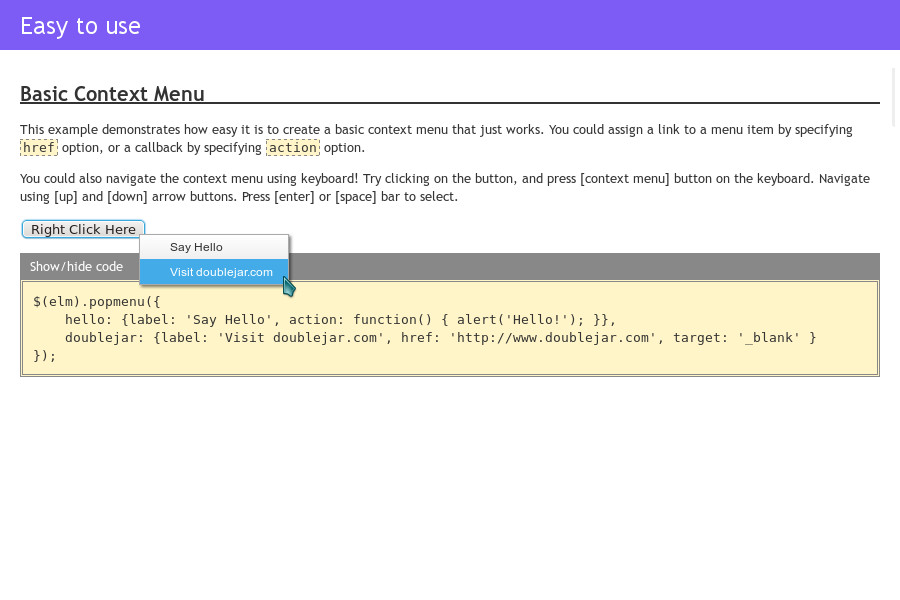 Easy to use
Basic Context Menu
This example demonstrates how easy it is to create a basic context menu that just works. You could assign a link to a menu item by specifying
href option, or a callback by specifying action option.
You could also navigate the context menu using keyboard! Try clicking on the button, and press [context menu] button on the keyboard. Navigate
using [up] and [down] arrow buttons. Press [enter] or [space] bar to select.
Right Click Here
Say Hello
Visit doublejar.com
Show/hide code
$(elm).popmenu({
    hello: {label: 'Say Hello', action: function() { alert('Hello!'); }},
    doublejar: {label: 'Visit doublejar.com', href: 'http://www.doublejar.com', target: '_blank' }
});